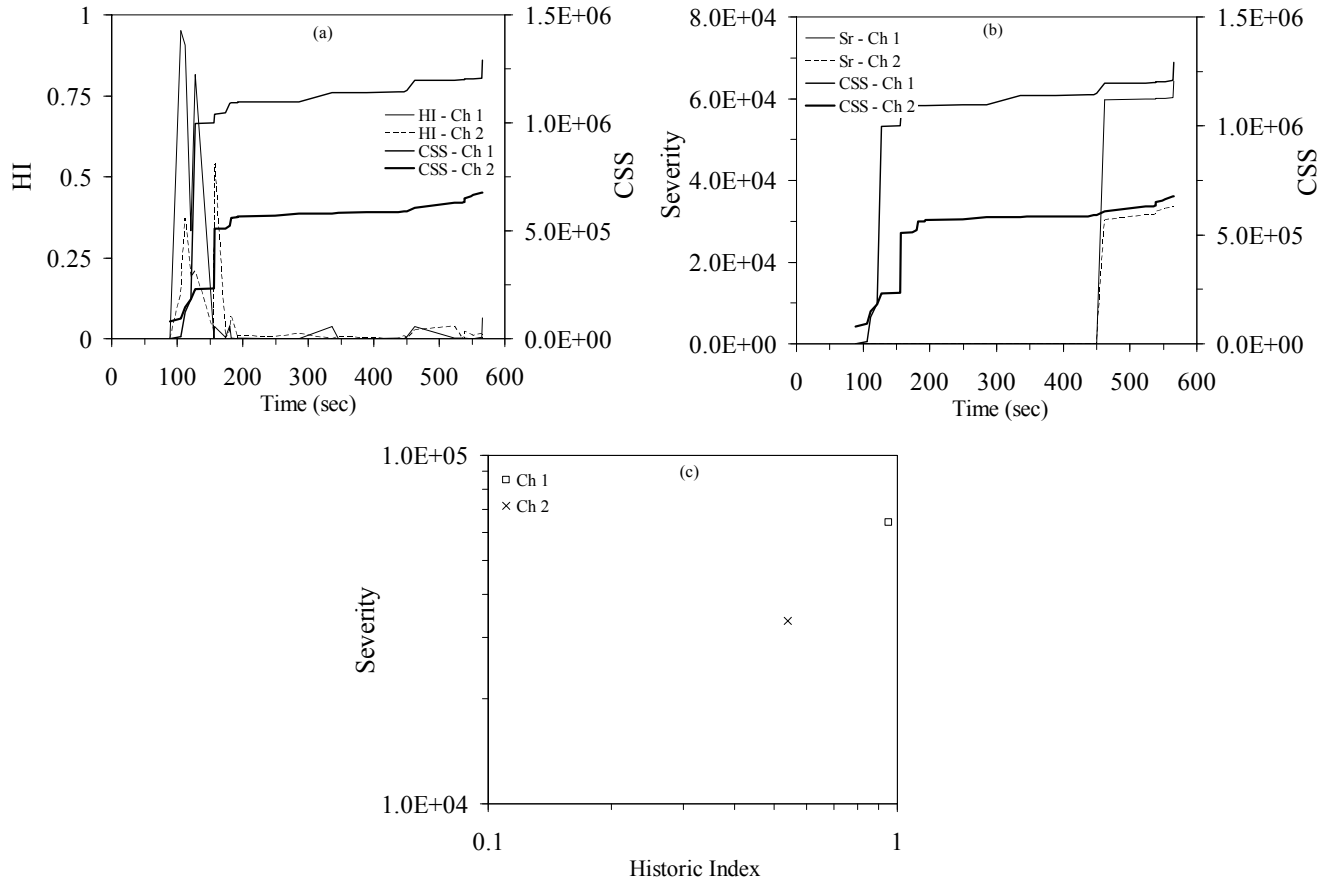 (a)
1
0.75
0.5
0.25
0
HI
1.5E+06
1.0E+06
5.0E+05
0.0E+00
CSS
HI - Ch 1
HI - Ch 2
CSS - Ch 1
CSS - Ch 2
0 100 200 300 400 500 600
Time (sec)
(b)
8.0E+04
6.0E+04
4.0E+04
2.0E+04
0.0E+00
Severity
1.5E+06
1.0E+06
5.0E+05
0.0E+00
CSS
Sr - Ch 1
Sr - Ch 2
CSS - Ch 1
CSS - Ch 2
0 100 200 300 400 500 600
Time (sec)
(c)
1.0E+05
1.0E+04
Severity
Ch 1
Ch 2
0.1 1
Historic Index